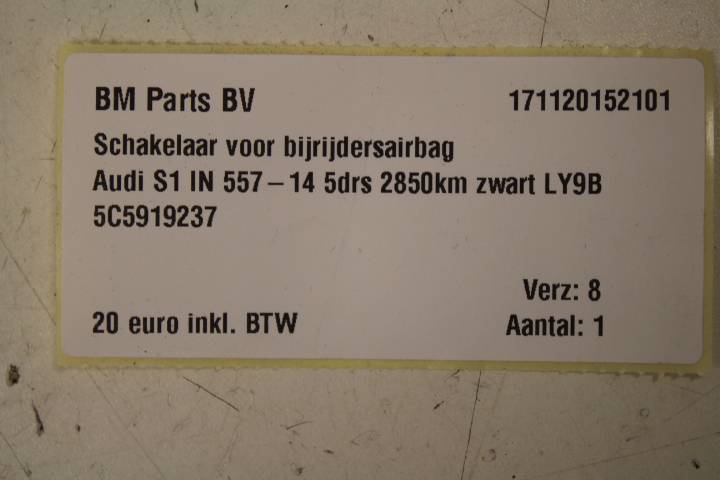 BM Parts BV 171120152101
Schakelaar voor bijrijdersairbag
Audi S1 IN 557 – 14 5drs 2850km zwart LY9B
5C5919237
Verz: 8
20 euro inkl. BTW Aantal: 1